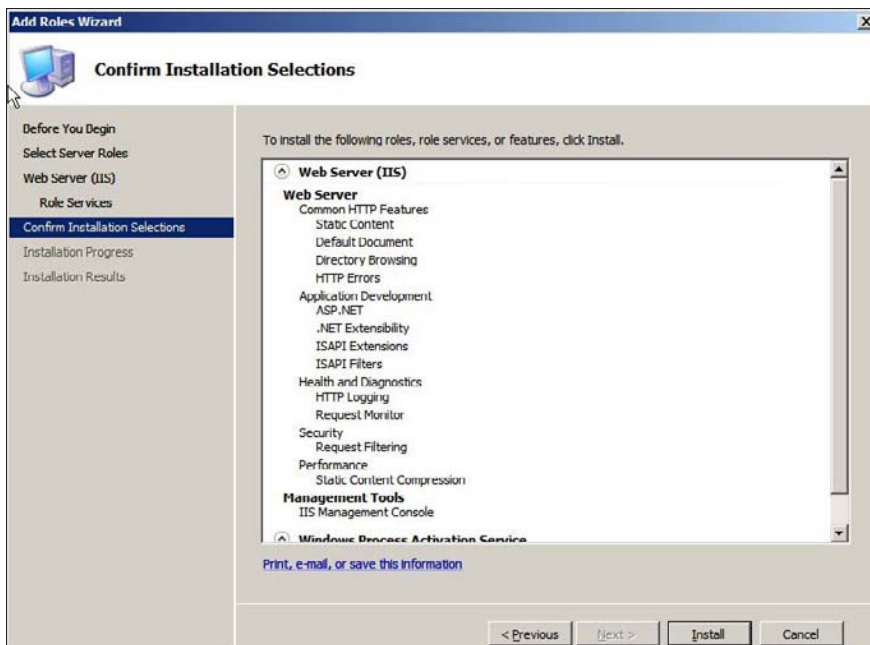 Add Roles Wizard
Confirm Installation Selections
Before You Begin
Select Server Roles
Web Server (IIS)
Role Services
Confirm Installation Selections
Installation Progress
Installation Results
To install the following roles, role services, or features, click Install.
Web Server (IIS)
Web Server
Common HTTP Features
Static Content
Default Document
Directory Browsing
HTTP Errors
Application Development
ASP.NET
.NET Extensibility
ISAPI Extensions
ISAPI Filters
Health and Diagnostics
HTTP Logging
Request Monitor
Security
Request Filtering
Performance
Static Content Compression
Management Tools
IIS Management Console
Windows Process Activation Service
Print, e-mail, or save this information
< Previous Next > Install Cancel